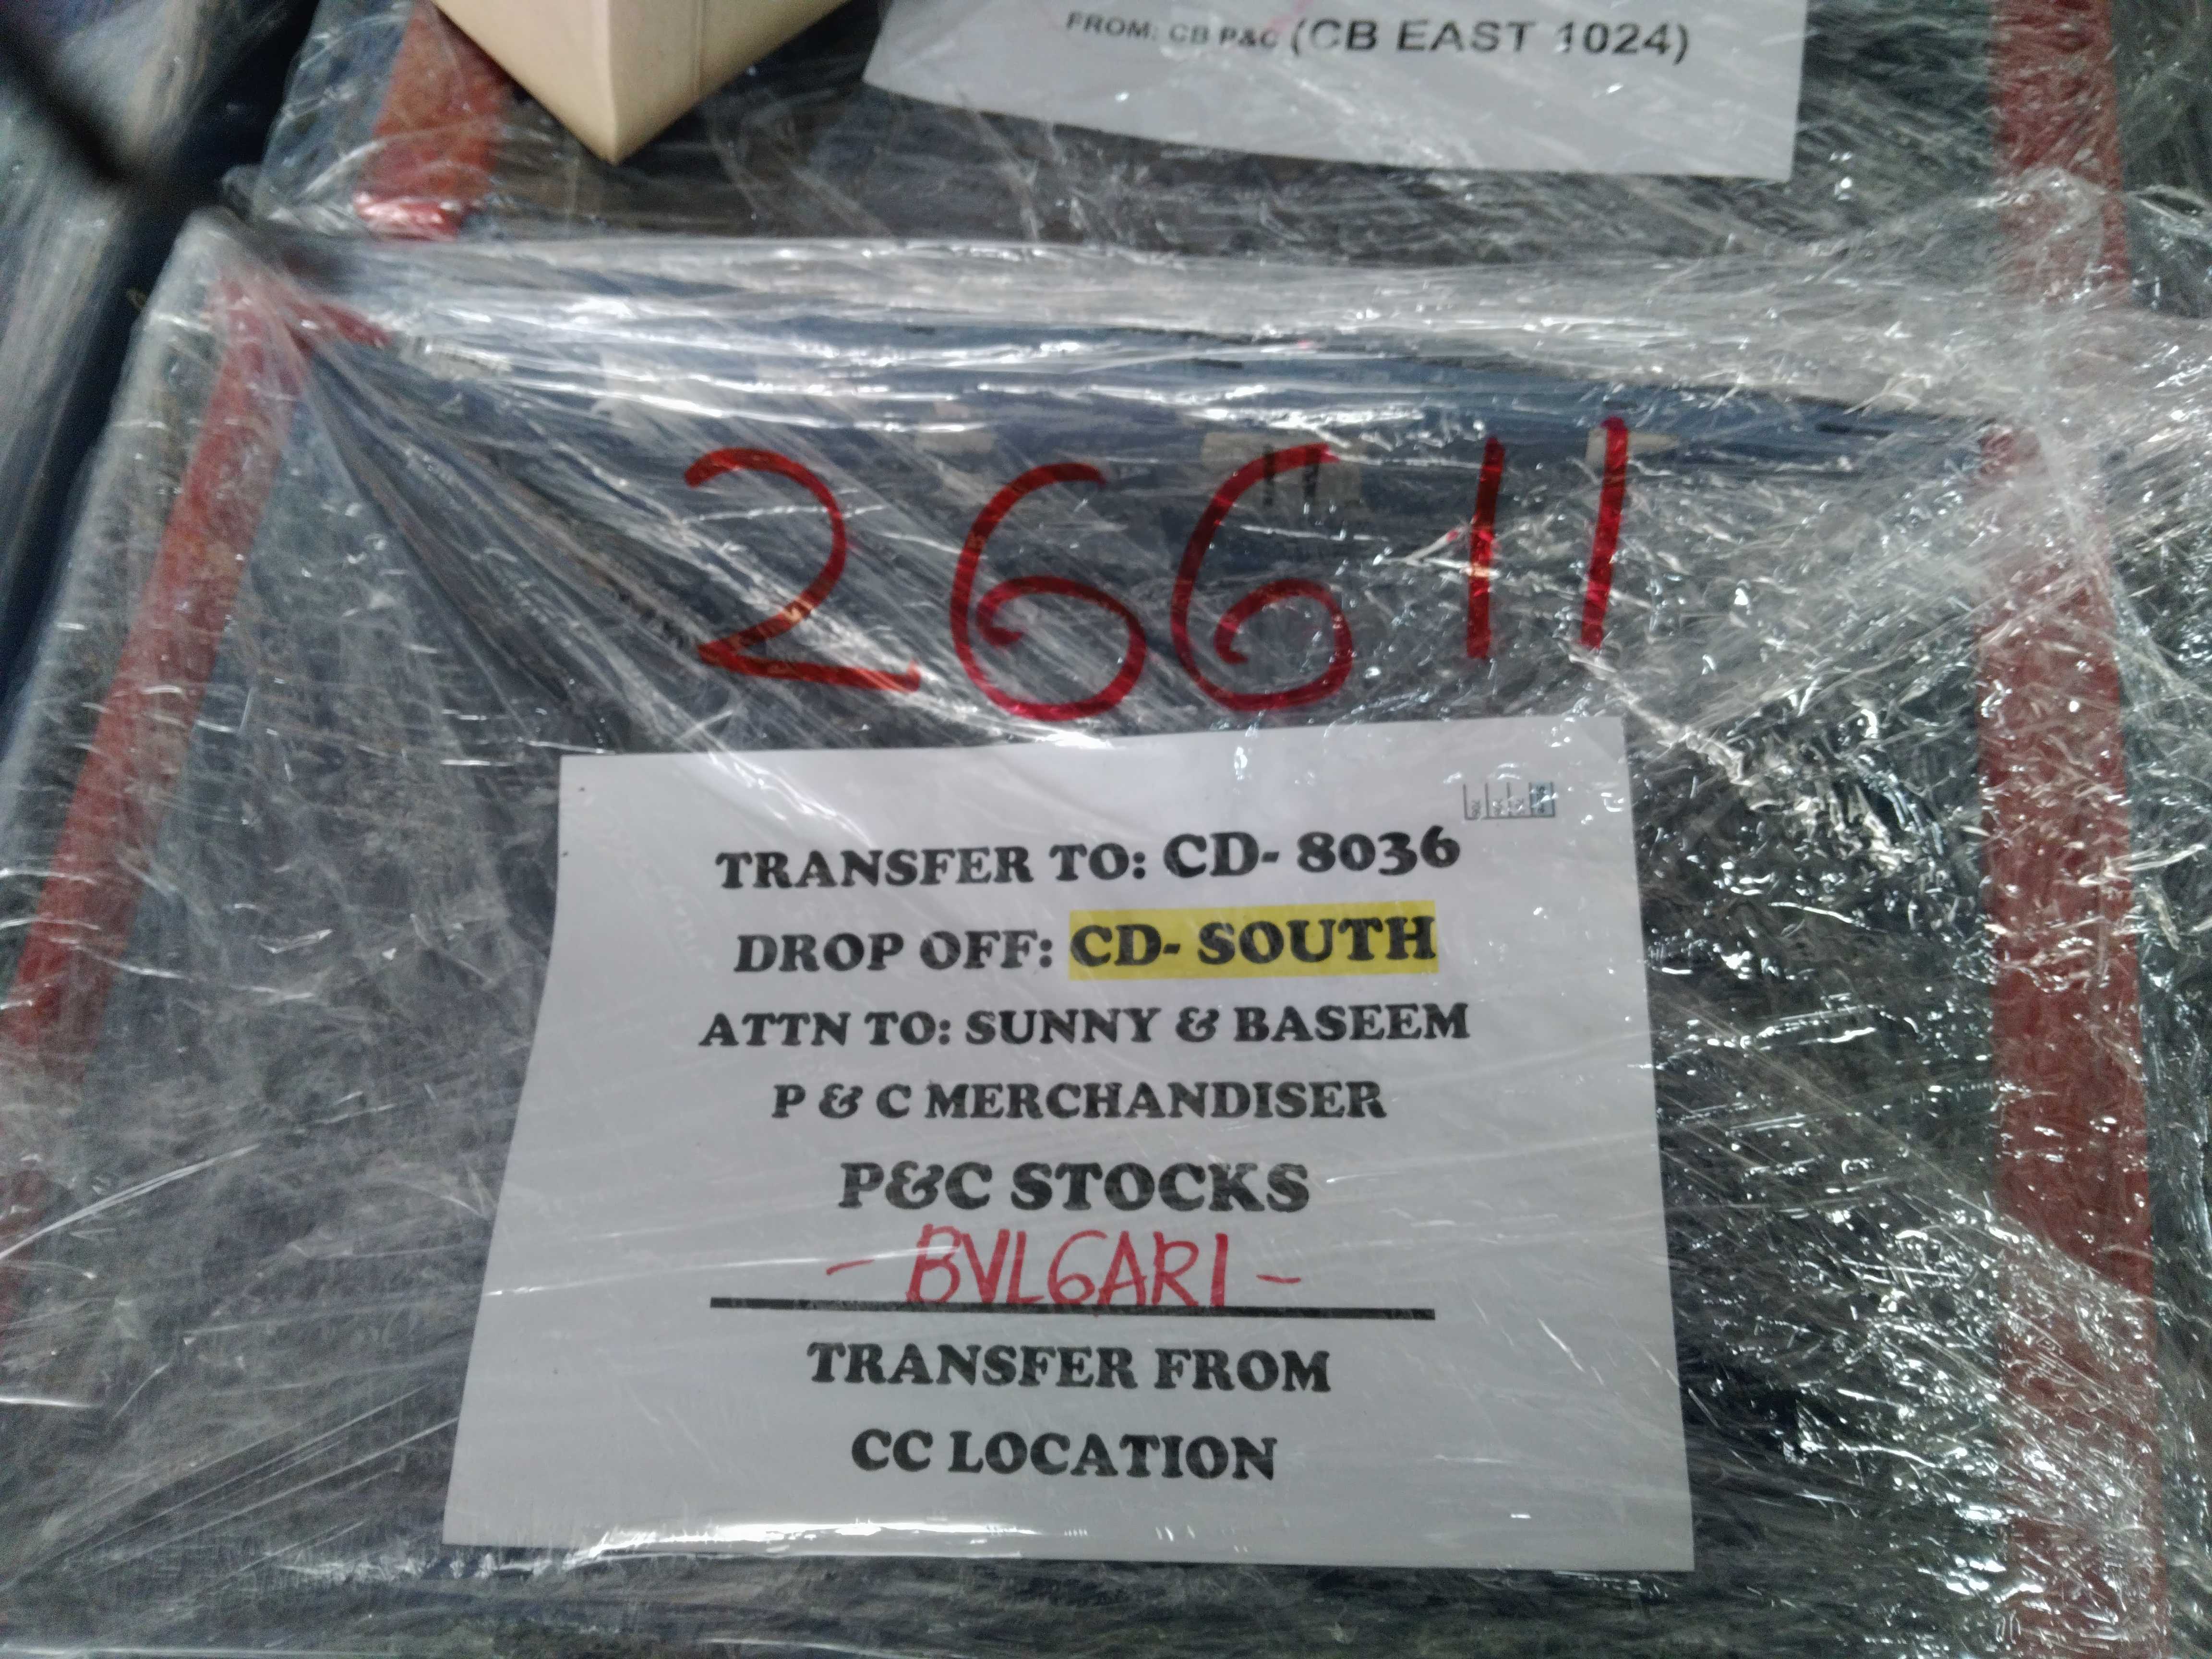 FROM: CB P&C (CB EAST 1024)
26611
TRANSFER TO: CD- 8036
DROP OFF: CD- SOUTH
ATTN TO: SUNNY & BASEEM
P & C MERCHANDISER
P&C STOCKS
- BVLGARI -
TRANSFER FROM
CC LOCATION